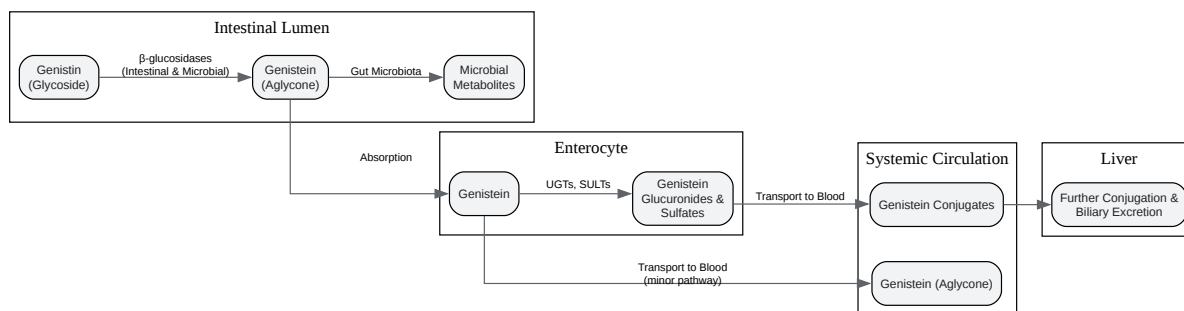 Intestinal Lumen
Genistin
(Glycoside)
β-glucosidases
(Intestinal & Microbial)
Genistein
(Aglycone)
Gut Microbiota
Microbial
Metabolites
Absorption
Enterocyte
Genistein
UGTs, SULTs
Genistein
Glucuronides &
Sulfates
Transport to Blood
Transport to Blood
(minor pathway)
Systemic Circulation
Genistein Conjugates
Genistein (Aglycone)
Liver
Further Conjugation &
Biliary Excretion